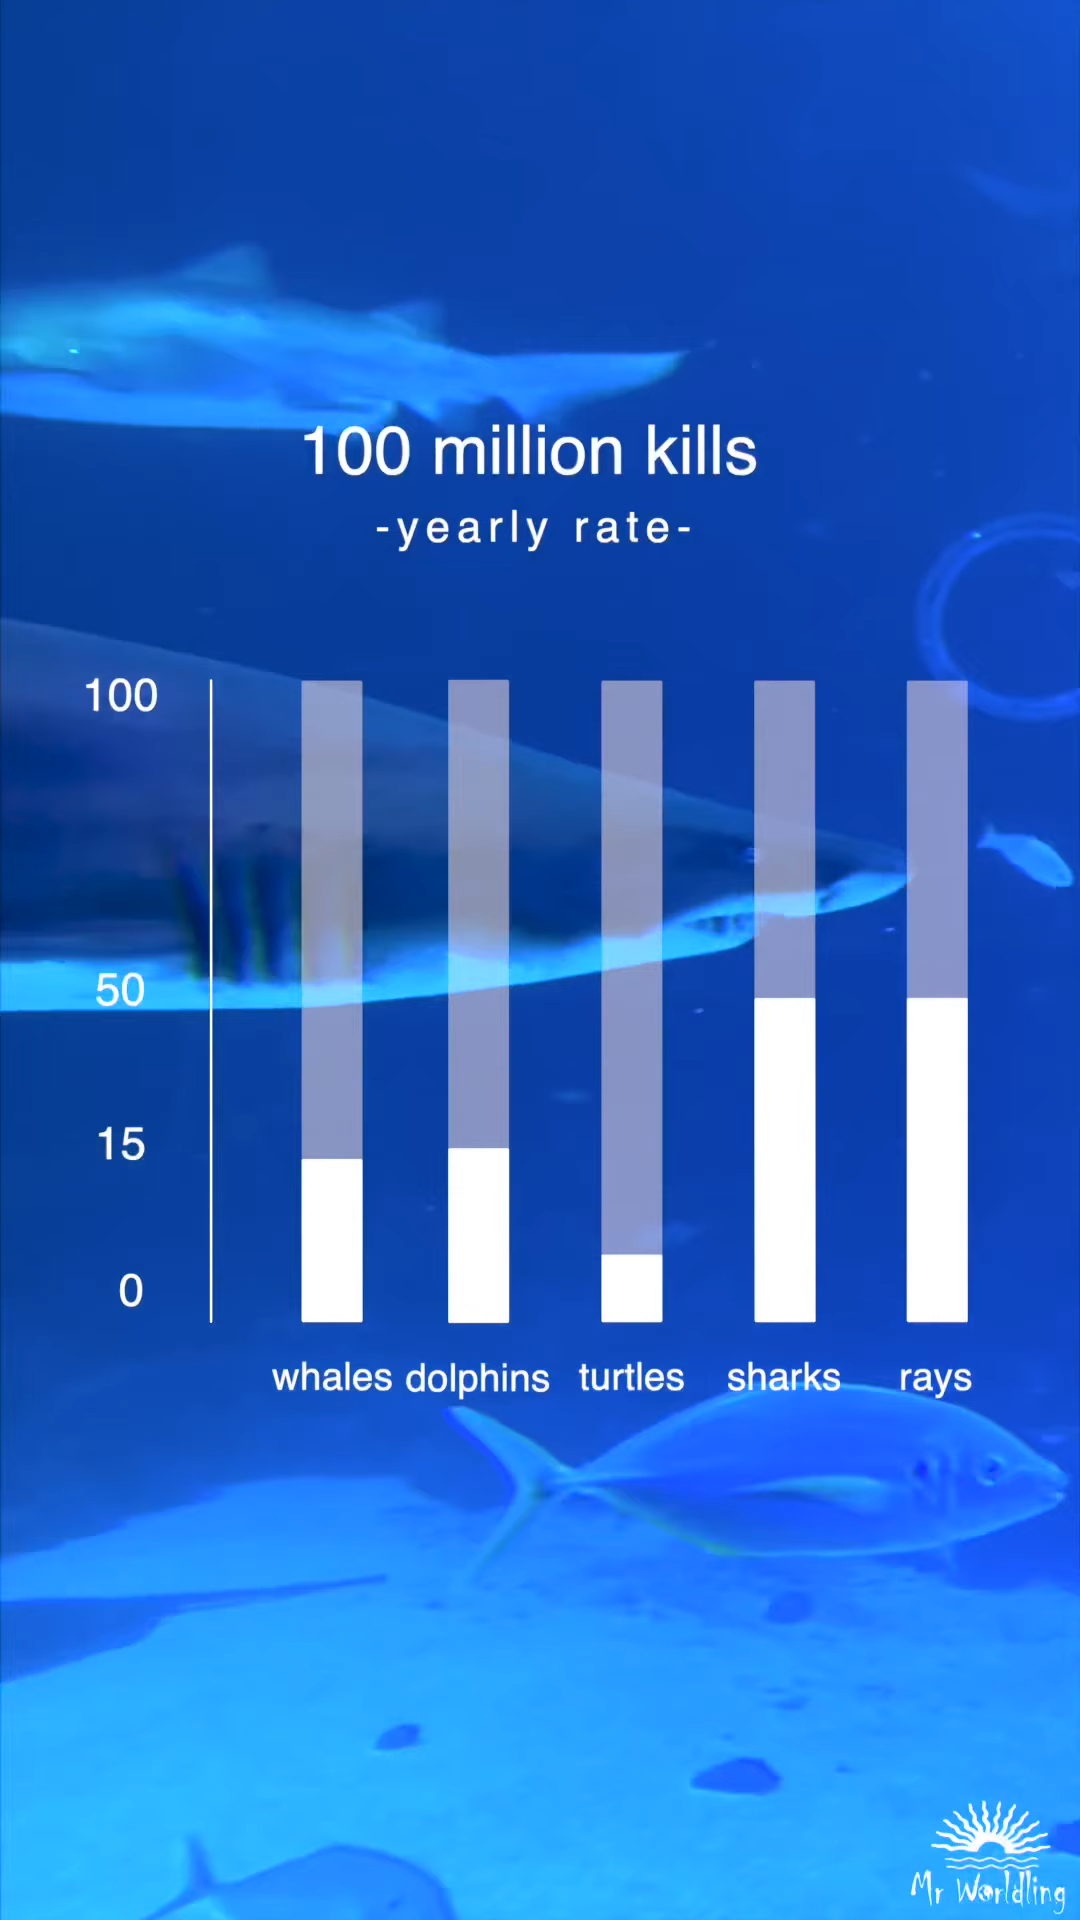 100 million kills
-yearly rate-
100
50
15
0
whales dolphins turtles sharks rays
Mr Worldling